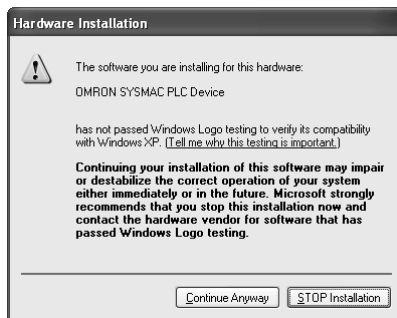 Hardware Installation
The software you are installing for this hardware:
OMRON SYSMAC PLC Device
has not passed Windows Logo testing to verify its compatibility
with Windows XP. (Tell me why this testing is important.)
Continuing your installation of this software may impair
or destabilize the correct operation of your system
either immediately or in the future. Microsoft strongly
recommends that you stop this installation now and
contact the hardware vendor for software that has
passed Windows Logo testing.
Continue Anyway
STOP Installation